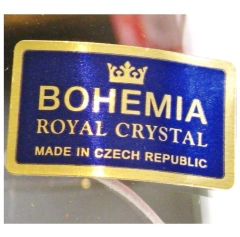 BOHEMIA
ROYAL CRYSTAL
MADE IN CZECH REPUBLIC